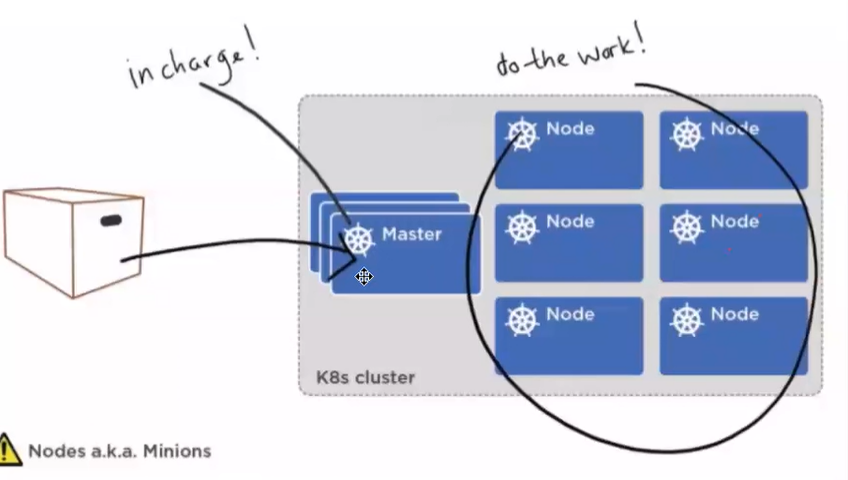 in charge!
do the work!
Node
Node
Master
Node
Node
Node
Node
K8s cluster
Nodes a.k.a. Minions